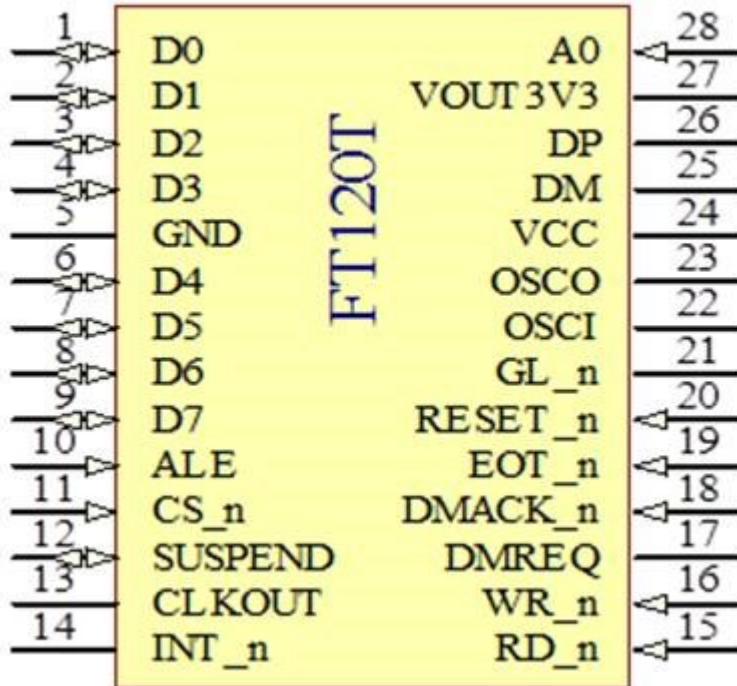 1 D0 A0 28
2 D1 VOUT3V3 27
3 D2 DP 26
4 D3 DM 25
5 GND VCC 24
6 D4 OSCO 23
7 D5 OSCI 22
8 D6 GL_n 21
9 D7 RESET_n 20
10 ALE EOT_n 19
11 CS_n DMACK_n 18
12 SUSPEND DMREQ 17
13 CLKOUT WR_n 16
14 INT_n RD_n 15
FT120T